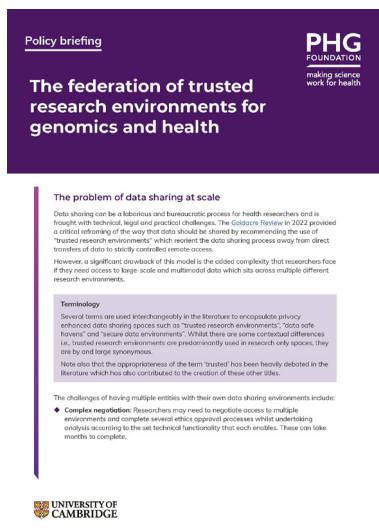 Policy briefing
PHG
FOUNDATION
making science
work for health
The federation of trusted
research environments for
genomics and health
The problem of data sharing at scale
Data sharing can be a laborious and bureaucratic process for health researchers and is
fraught with technical, legal and practical challenges. The Goldacre Review in 2022 provided
a critical reframing of the way that data should be shared by recommending the use of
"trusted research environments" which reorient the data sharing process away from direct
transfers of data to strictly controlled remote access.
However, a significant drawback of this model is the added complexity that researchers face
if they need access to large-scale and multimodal data which sits across multiple different
research environments.
Terminology
Several terms are used interchangeably in the literature to encapsulate privacy
enhanced data sharing spaces such as "trusted research environments", "data safe
havens" and "secure data environments". Whilst there are some contextual differences
i.e., trusted research environments are predominantly used in research only spaces, they
are by and large synonymous.
Note also that the appropriateness of the term 'trusted' has been heavily debated in the
literature which has also contributed to the creation of these other titles.
The challenges of having multiple entities with their own data sharing environments include:
◆ Complex negotiation: Researchers may need to negotiate access to multiple
environments and complete several ethics approval processes whilst undertaking
analysis according to the set technical functionality that each enables. These can take
months to complete.
UNIVERSITY OF
CAMBRIDGE